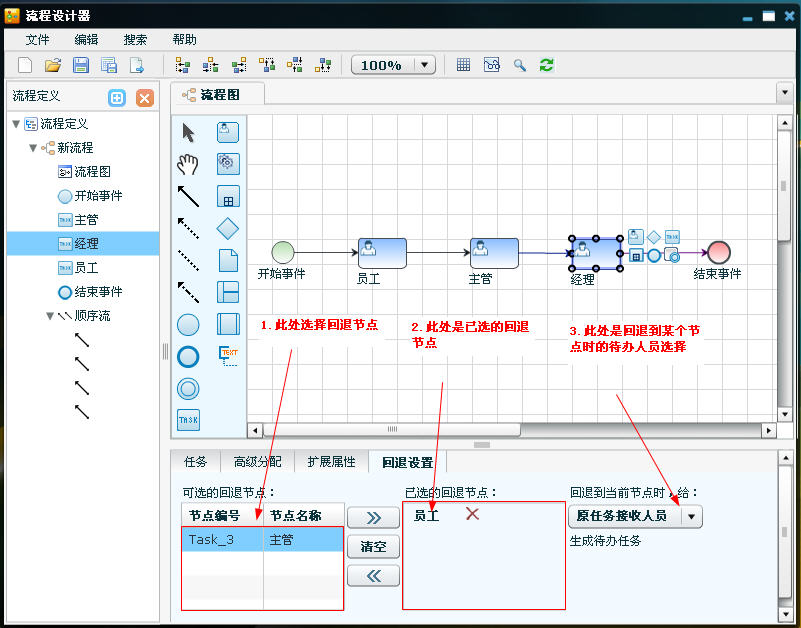 流程设计器
文件 编辑 搜索 帮助
100%
流程定义
流程图
流程定义
新流程
流程图
开始事件
TASK 主管
TASK 经理
TASK 员工
结束事件
顺序流
TEXT
TASK
TASK
开始事件
员工
主管
经理
结束事件
1.此处选择回退节点
2.此处是已选的回退
节点
3.此处是回退到某个节
点时的待办人员选择
任务 高级分配 扩展属性 回退设置
可选的回退节点：
节点编号 节点名称
Task_3 主管
清空
已选的回退节点：
员工
回退到当前节点时，给：
原任务接收人员
生成待办任务